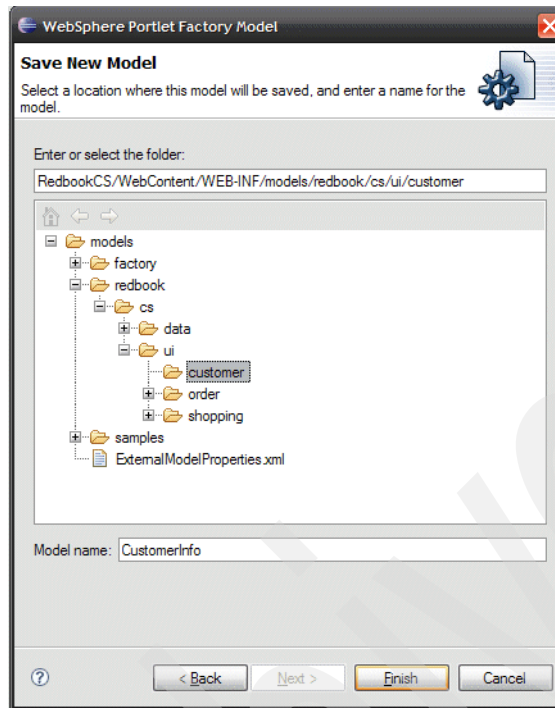 WebSphere Portlet Factory Model
Save New Model
Select a location where this model will be saved, and enter a name for the
model.
Enter or select the folder:
RedbookCS/WebContent/WEB-INF/models/redbook/cs/ui/customer
models
factory
redbook
cs
data
ui
customer
order
shopping
samples
ExternalModelProperties.xml
Model name: CustomerInfo
? < Back Next > Finish Cancel